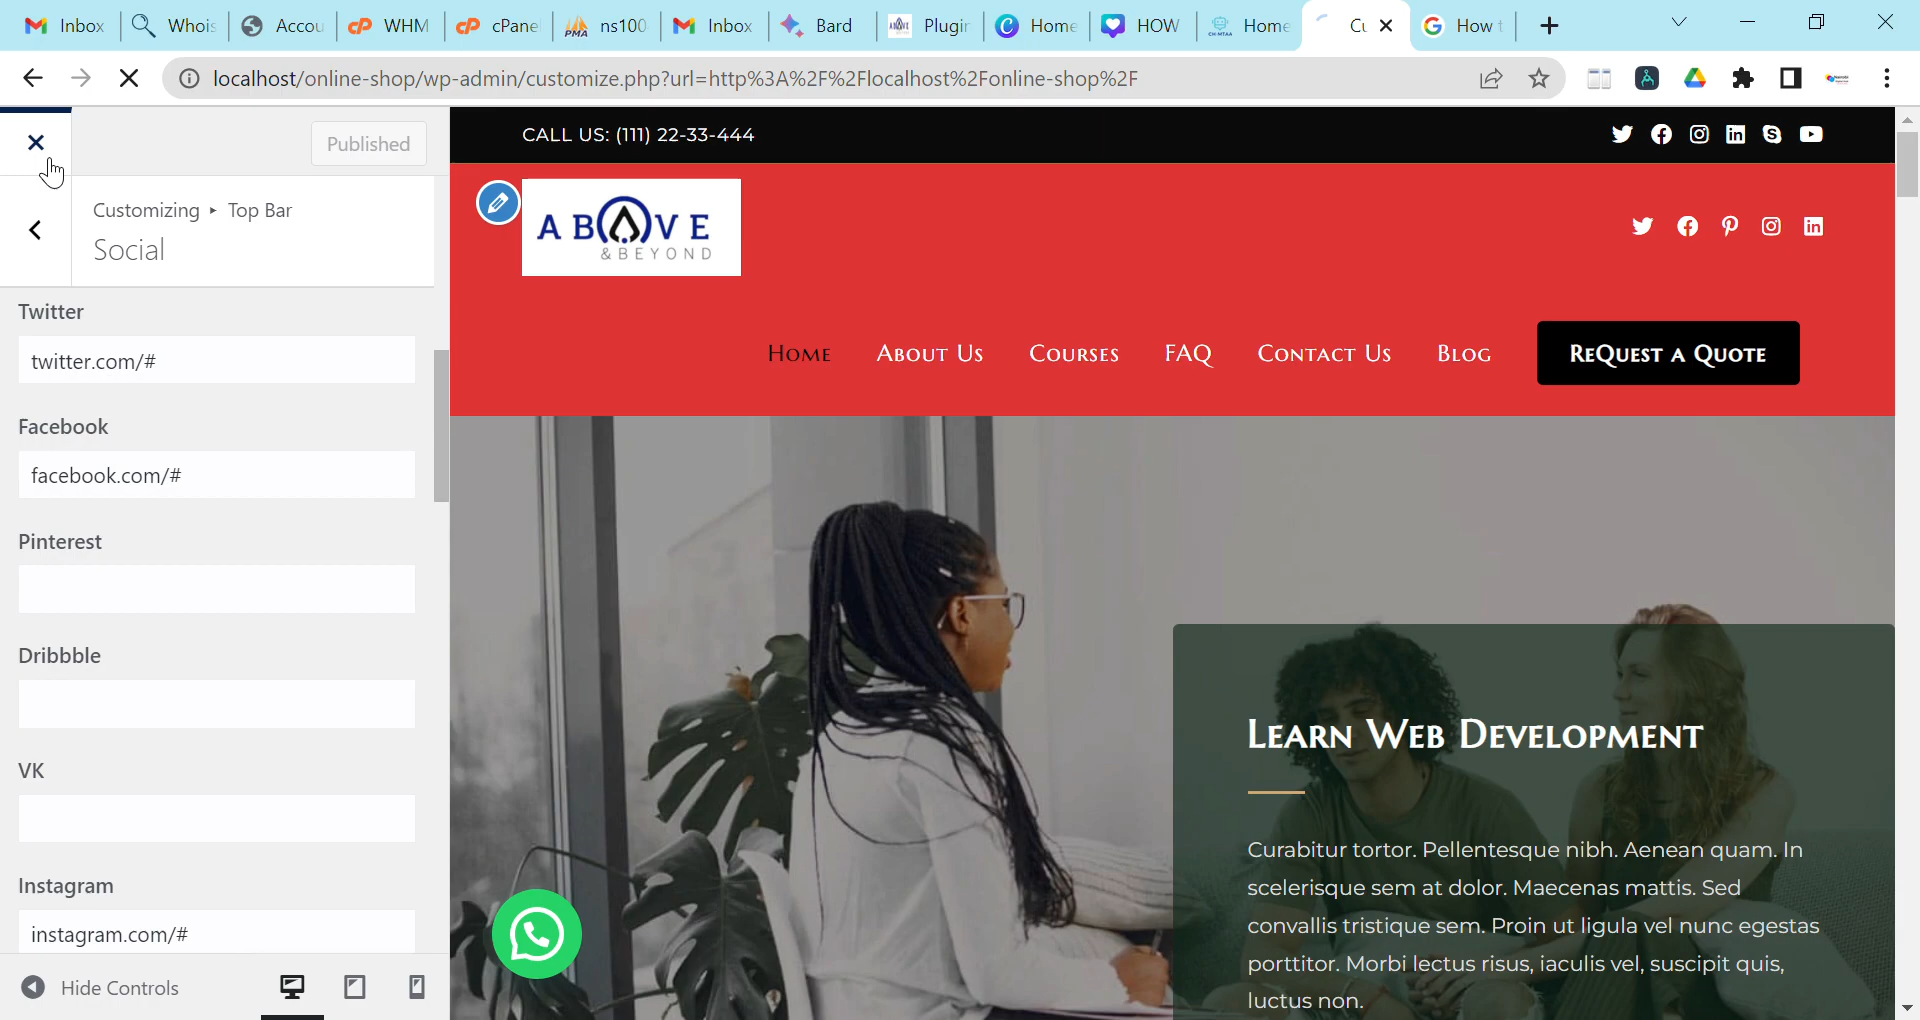 Inbox
Whois
Accou
WHM
cPane
ns100
Inbox
Bard
Plugin
Home
HOW
Home
Cu
How t
localhost/online-shop/wp-admin/customize.php?url=http%3A%2F%2Flocalhost%2Fonline-shop%2F
Published
Customizing ▸ Top Bar
Social
Twitter
twitter.com/#
Facebook
facebook.com/#
Pinterest
Dribbble
VK
Instagram
instagram.com/#
Hide Controls
CALL US: (111) 22-33-444
ABOVE
& BEYOND
Home
About Us
Courses
FAQ
Contact Us
Blog
ReQuest a Quote
Learn Web Development
Curabitur tortor. Pellentesque nibh. Aenean quam. In
scelerisque sem at dolor. Maecenas mattis. Sed
convallis tristique sem. Proin ut ligula vel nunc egestas
porttitor. Morbi lectus risus, iaculis vel, suscipit quis,
luctus non.